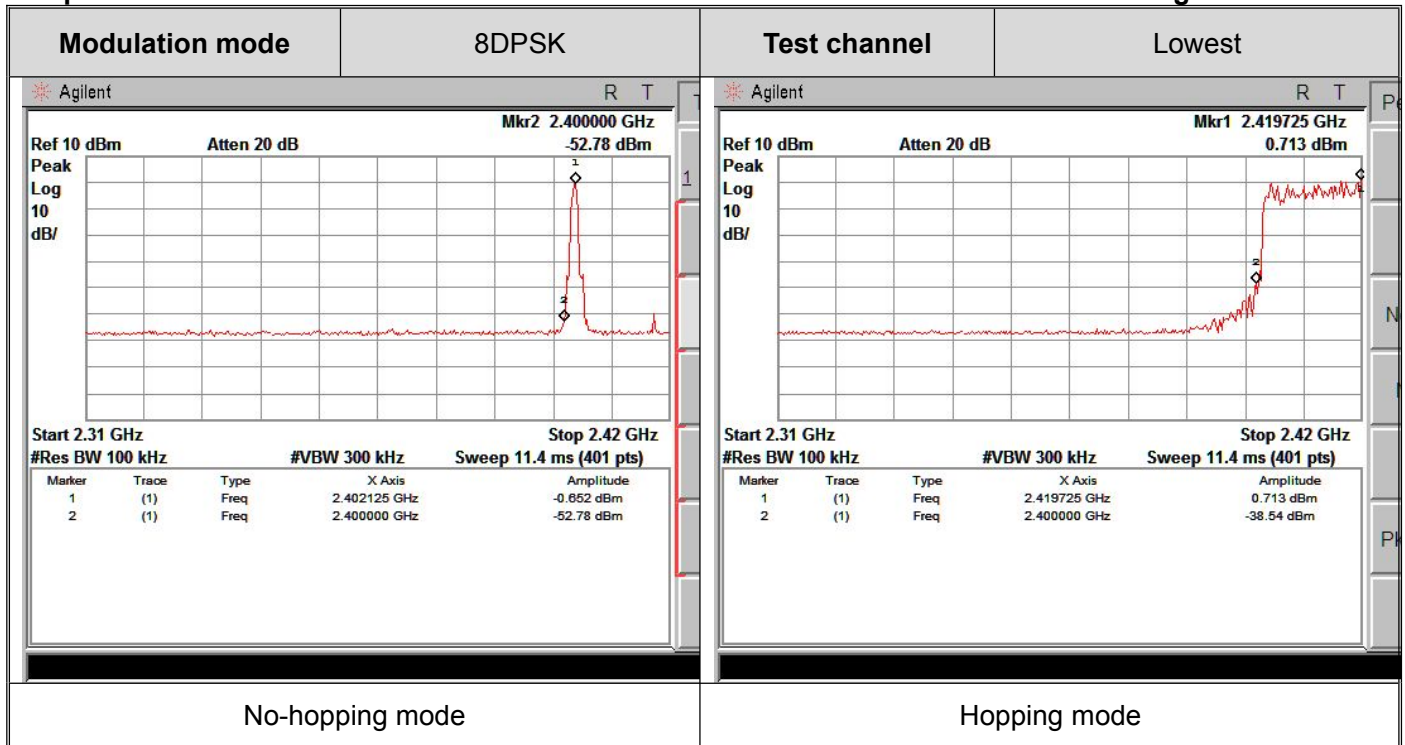 Modulation mode 8DPSK Test channel Lowest
Agilent R T
Mkr2 2.400000 GHz
Ref 10 dBm Atten 20 dB -52.78 dBm
Peak
Log
10
dB/
1
2
1
Start 2.31 GHz Stop 2.42 GHz
#Res BW 100 kHz #VBW 300 kHz Sweep 11.4 ms (401 pts)
Marker Trace Type X Axis Amplitude
1 (1) Freq 2.402125 GHz -0.652 dBm
2 (1) Freq 2.400000 GHz -52.78 dBm
No-hopping mode
Agilent R T
Mkr1 2.419725 GHz
Ref 10 dBm Atten 20 dB 0.713 dBm
Peak
Log
10
dB/
1
2
Start 2.31 GHz Stop 2.42 GHz
#Res BW 100 kHz #VBW 300 kHz Sweep 11.4 ms (401 pts)
Marker Trace Type X Axis Amplitude
1 (1) Freq 2.419725 GHz 0.713 dBm
2 (1) Freq 2.400000 GHz -38.54 dBm
Hopping mode